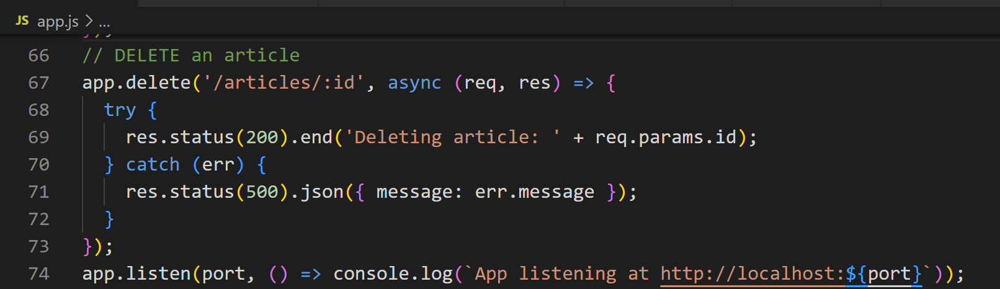 JS app.js > ...
66 // DELETE an article
67 app.delete('/articles/:id', async (req, res) => {
68   try {
69     res.status(200).end('Deleting article: ' + req.params.id);
70   } catch (err) {
71     res.status(500).json({ message: err.message });
72   }
73 });
74 app.listen(port, () => console.log(`App listening at http://localhost:${port}`));